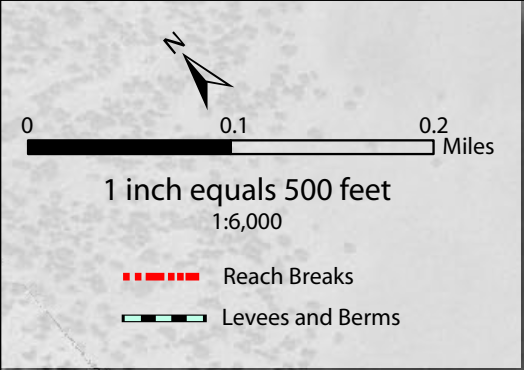 N
0 0.1 0.2
Miles
1 inch equals 500 feet
1:6,000
Reach Breaks
Levees and Berms